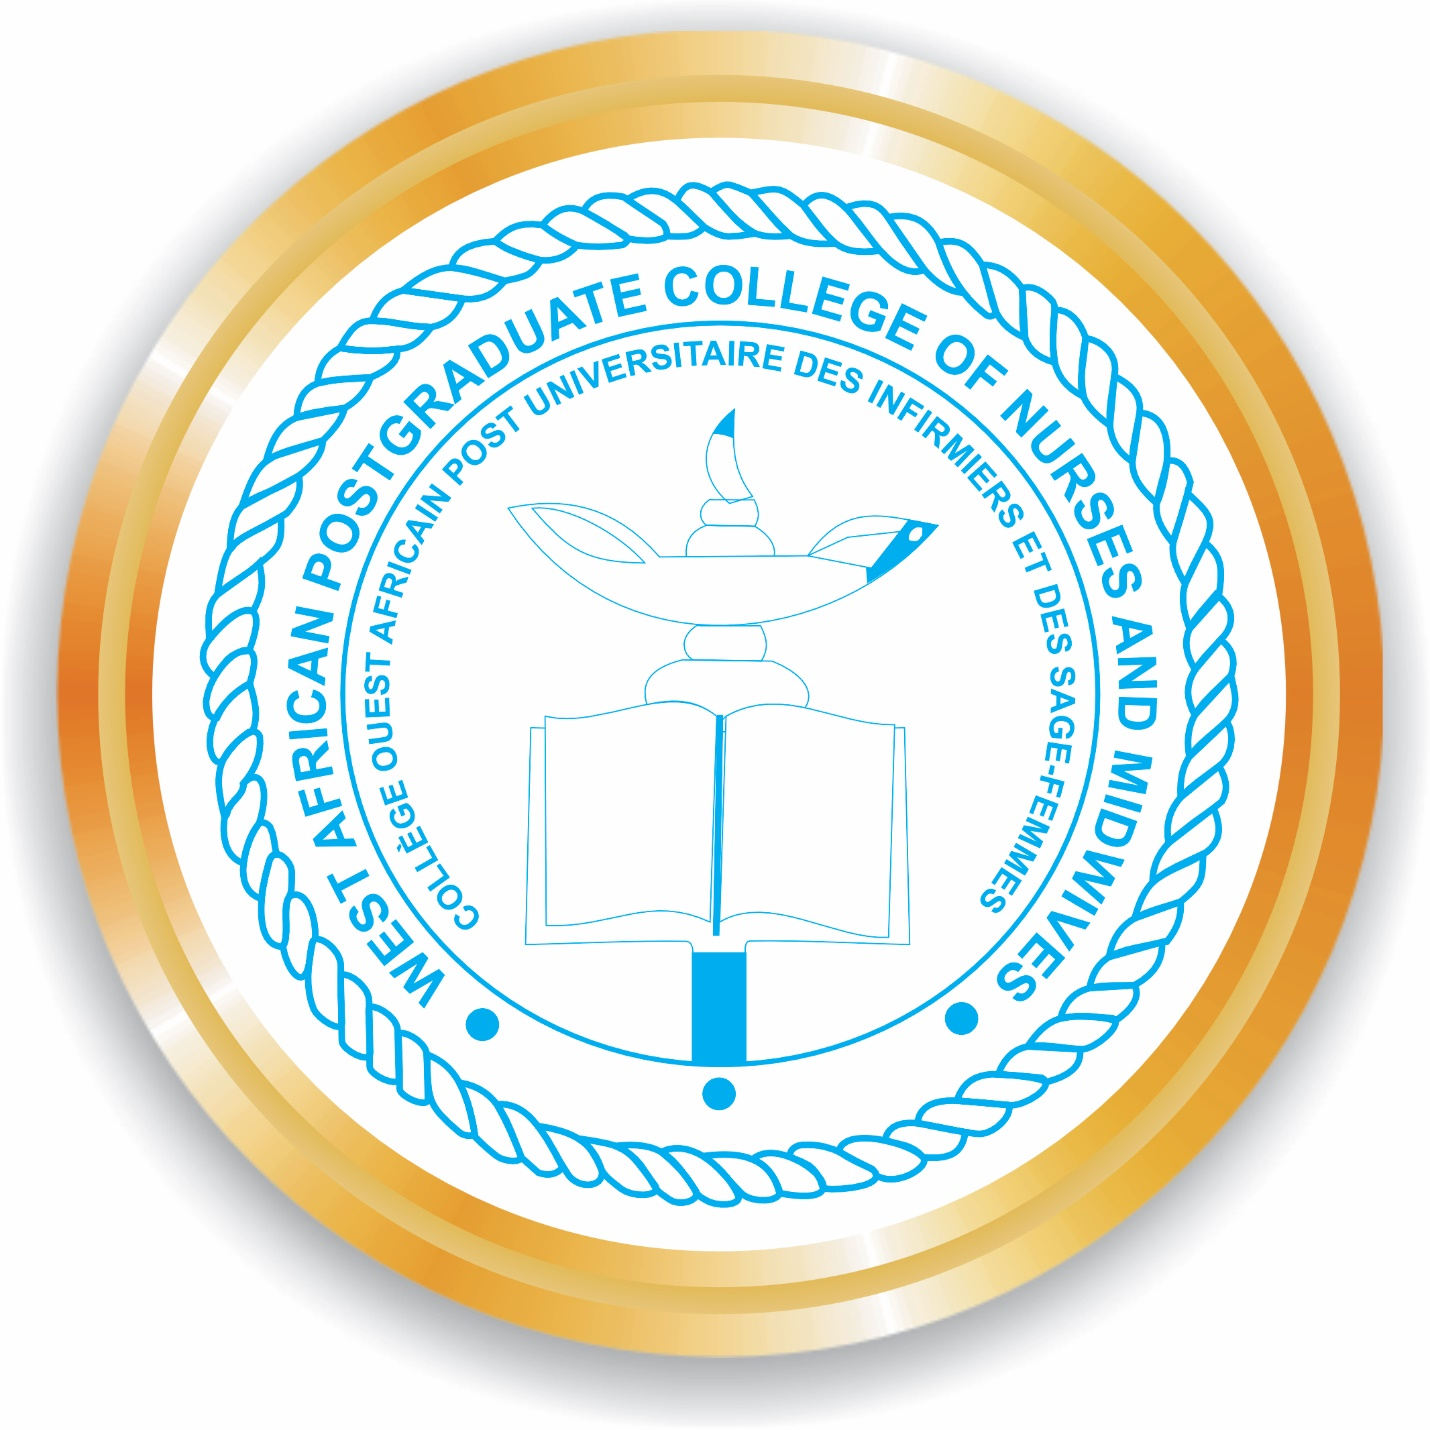 WEST AFRICAN POSTGRADUATE COLLEGE OF NURSES AND MIDWIVES
COLLÈGE OUEST AFRICAIN POST UNIVERSITAIRE DES INFIRMIERS ET DES SAGE-FEMMES